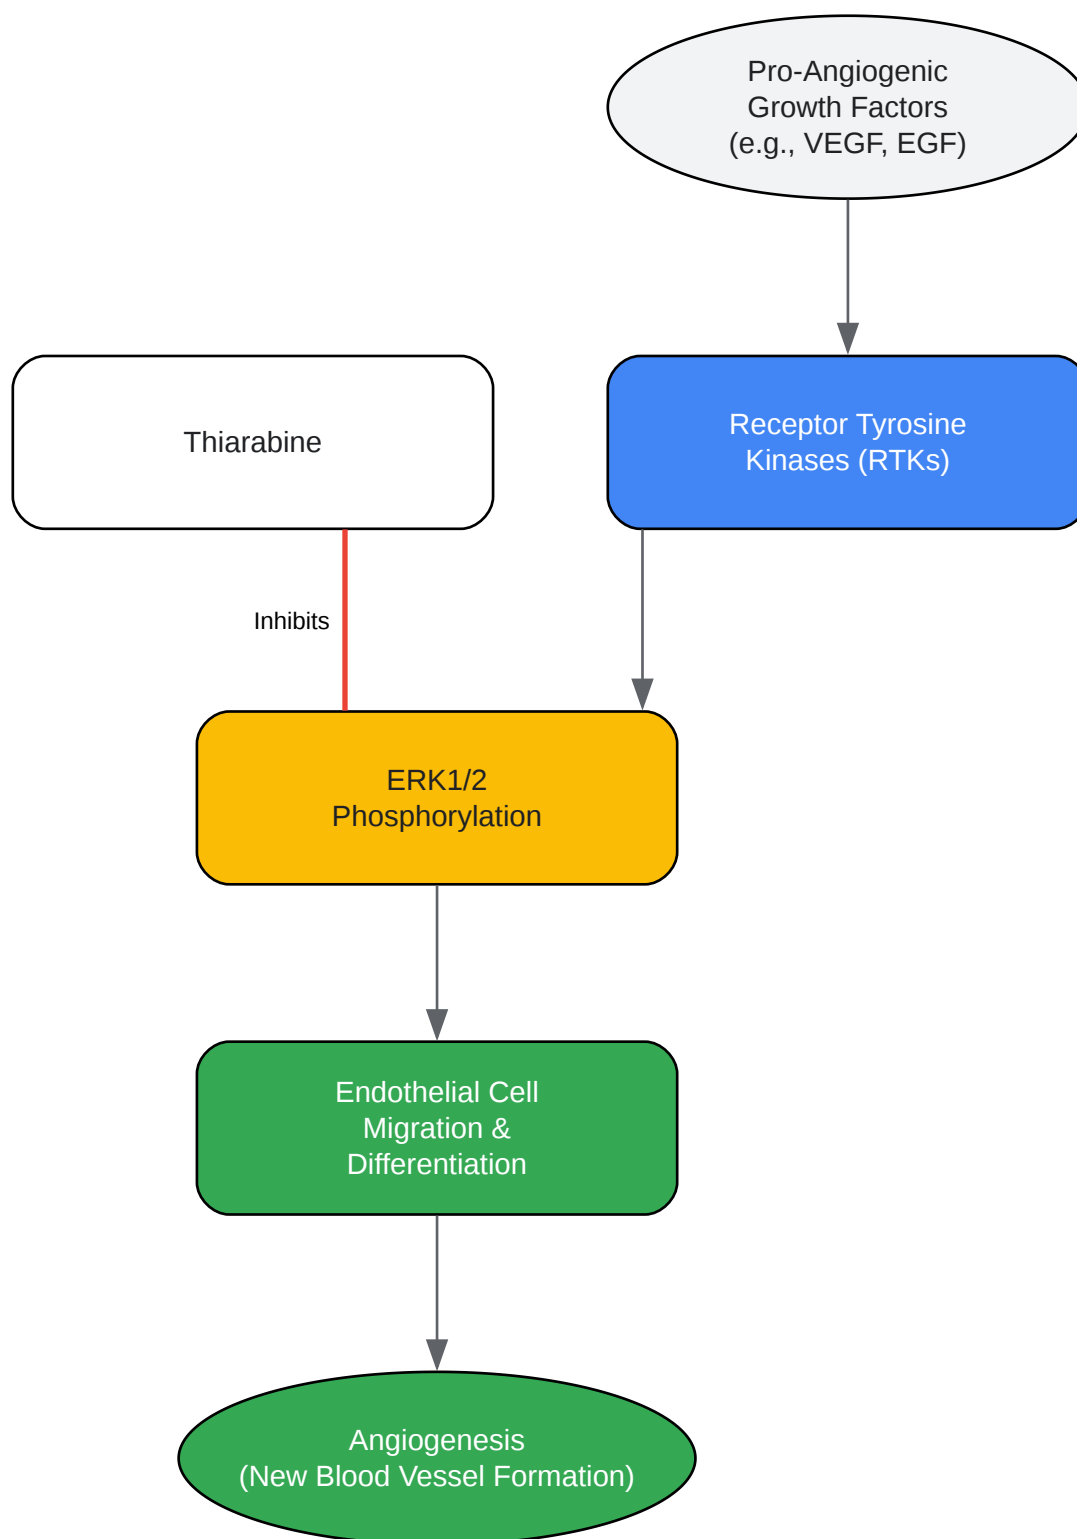 Pro-Angiogenic
Growth Factors
(e.g., VEGF, EGF)
Thiarabine
Receptor Tyrosine
Kinases (RTKs)
Inhibits
ERK1/2
Phosphorylation
Endothelial Cell
Migration &
Differentiation
Angiogenesis
(New Blood Vessel Formation)